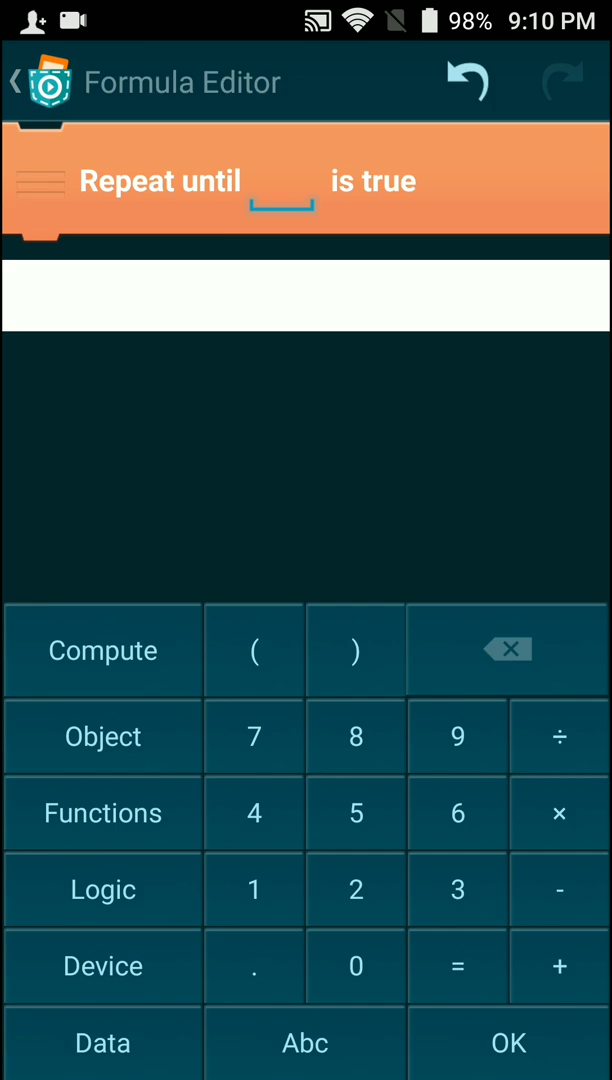 98% 9:10 PM
Formula Editor
Repeat until is true
Compute ( )
Object 7 8 9 ÷
Functions 4 5 6 ×
Logic 1 2 3 -
Device . 0 = +
Data Abc OK